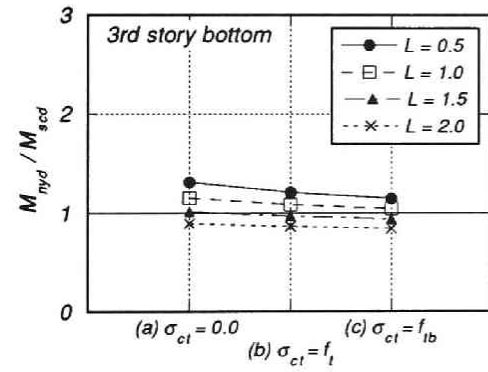 3
3rd story bottom
L = 0.5
L = 1.0
L = 1.5
L = 2.0
2
M_nyd / M_scd
1
0
(a) σ_ct = 0.0
(b) σ_ct = f_t
(c) σ_ct = f_tb